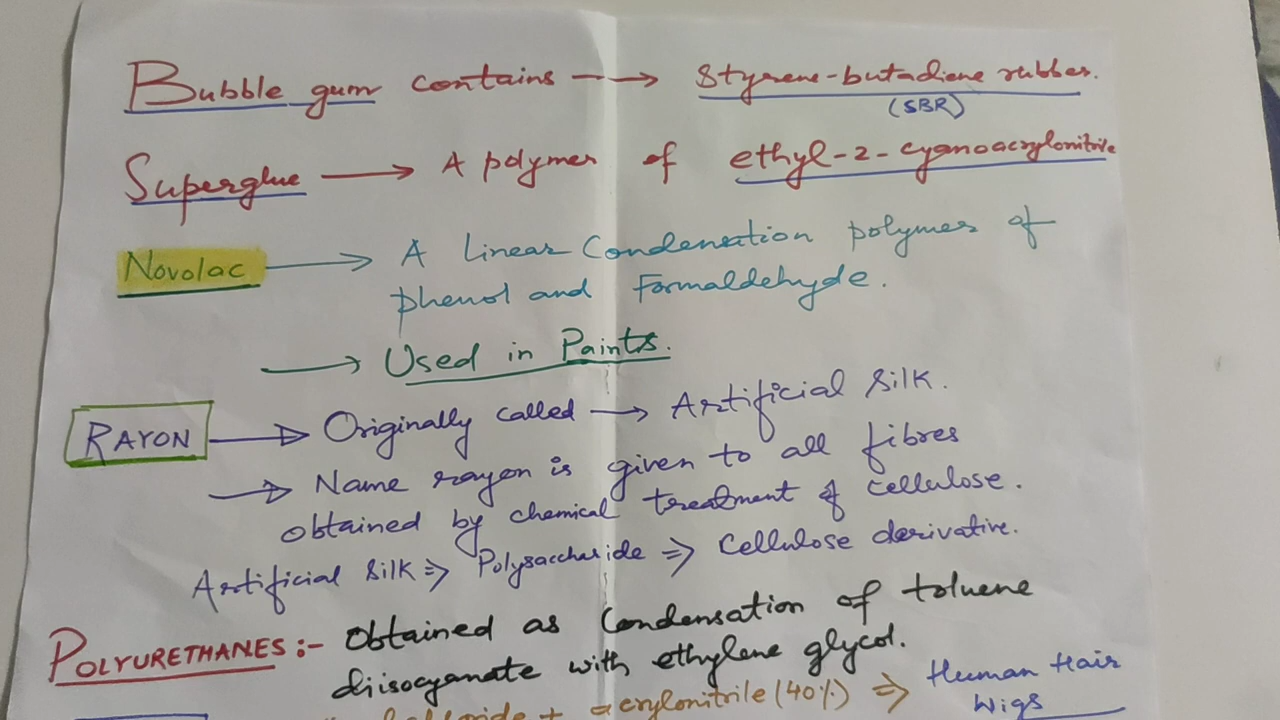 Bubble gum contains → Styrene-butadiene rubber.
(SBR)
Superglue → A polymer of ethyl-2-cyanoacrylonitrile
Novolac → A Linear Condensation polymer of
phenol and Formaldehyde.
→ Used in Paints.
RAYON → Originally called → Artificial Silk.
→ Name rayon is given to all fibres
obtained by chemical treatment of cellulose.
Artificial Silk ⇒ Polysaccharide ⇒ Cellulose derivative.
POLYURETHANES :- Obtained as Condensation of toluene
diisocyanate with ethylene glycol.
+ acrylonitrile (40%) ⇒ Human Hair
Wigs